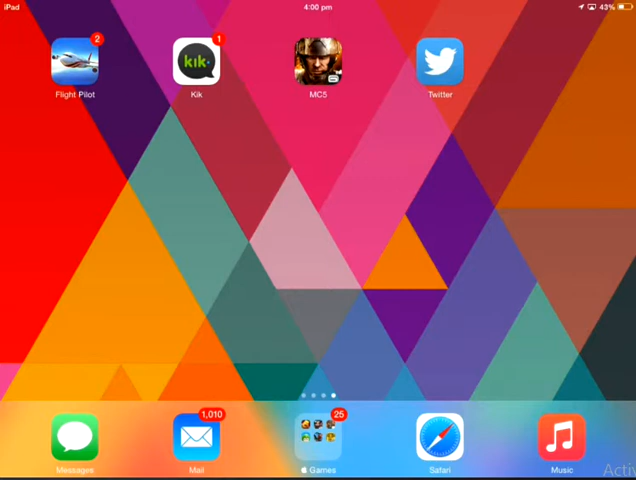 iPad 4:00 pm 43%
2 1
kik
Flight Pilot Kik MC5 Twitter
1,010 25
Messages Mail Games Safari Music
Activ